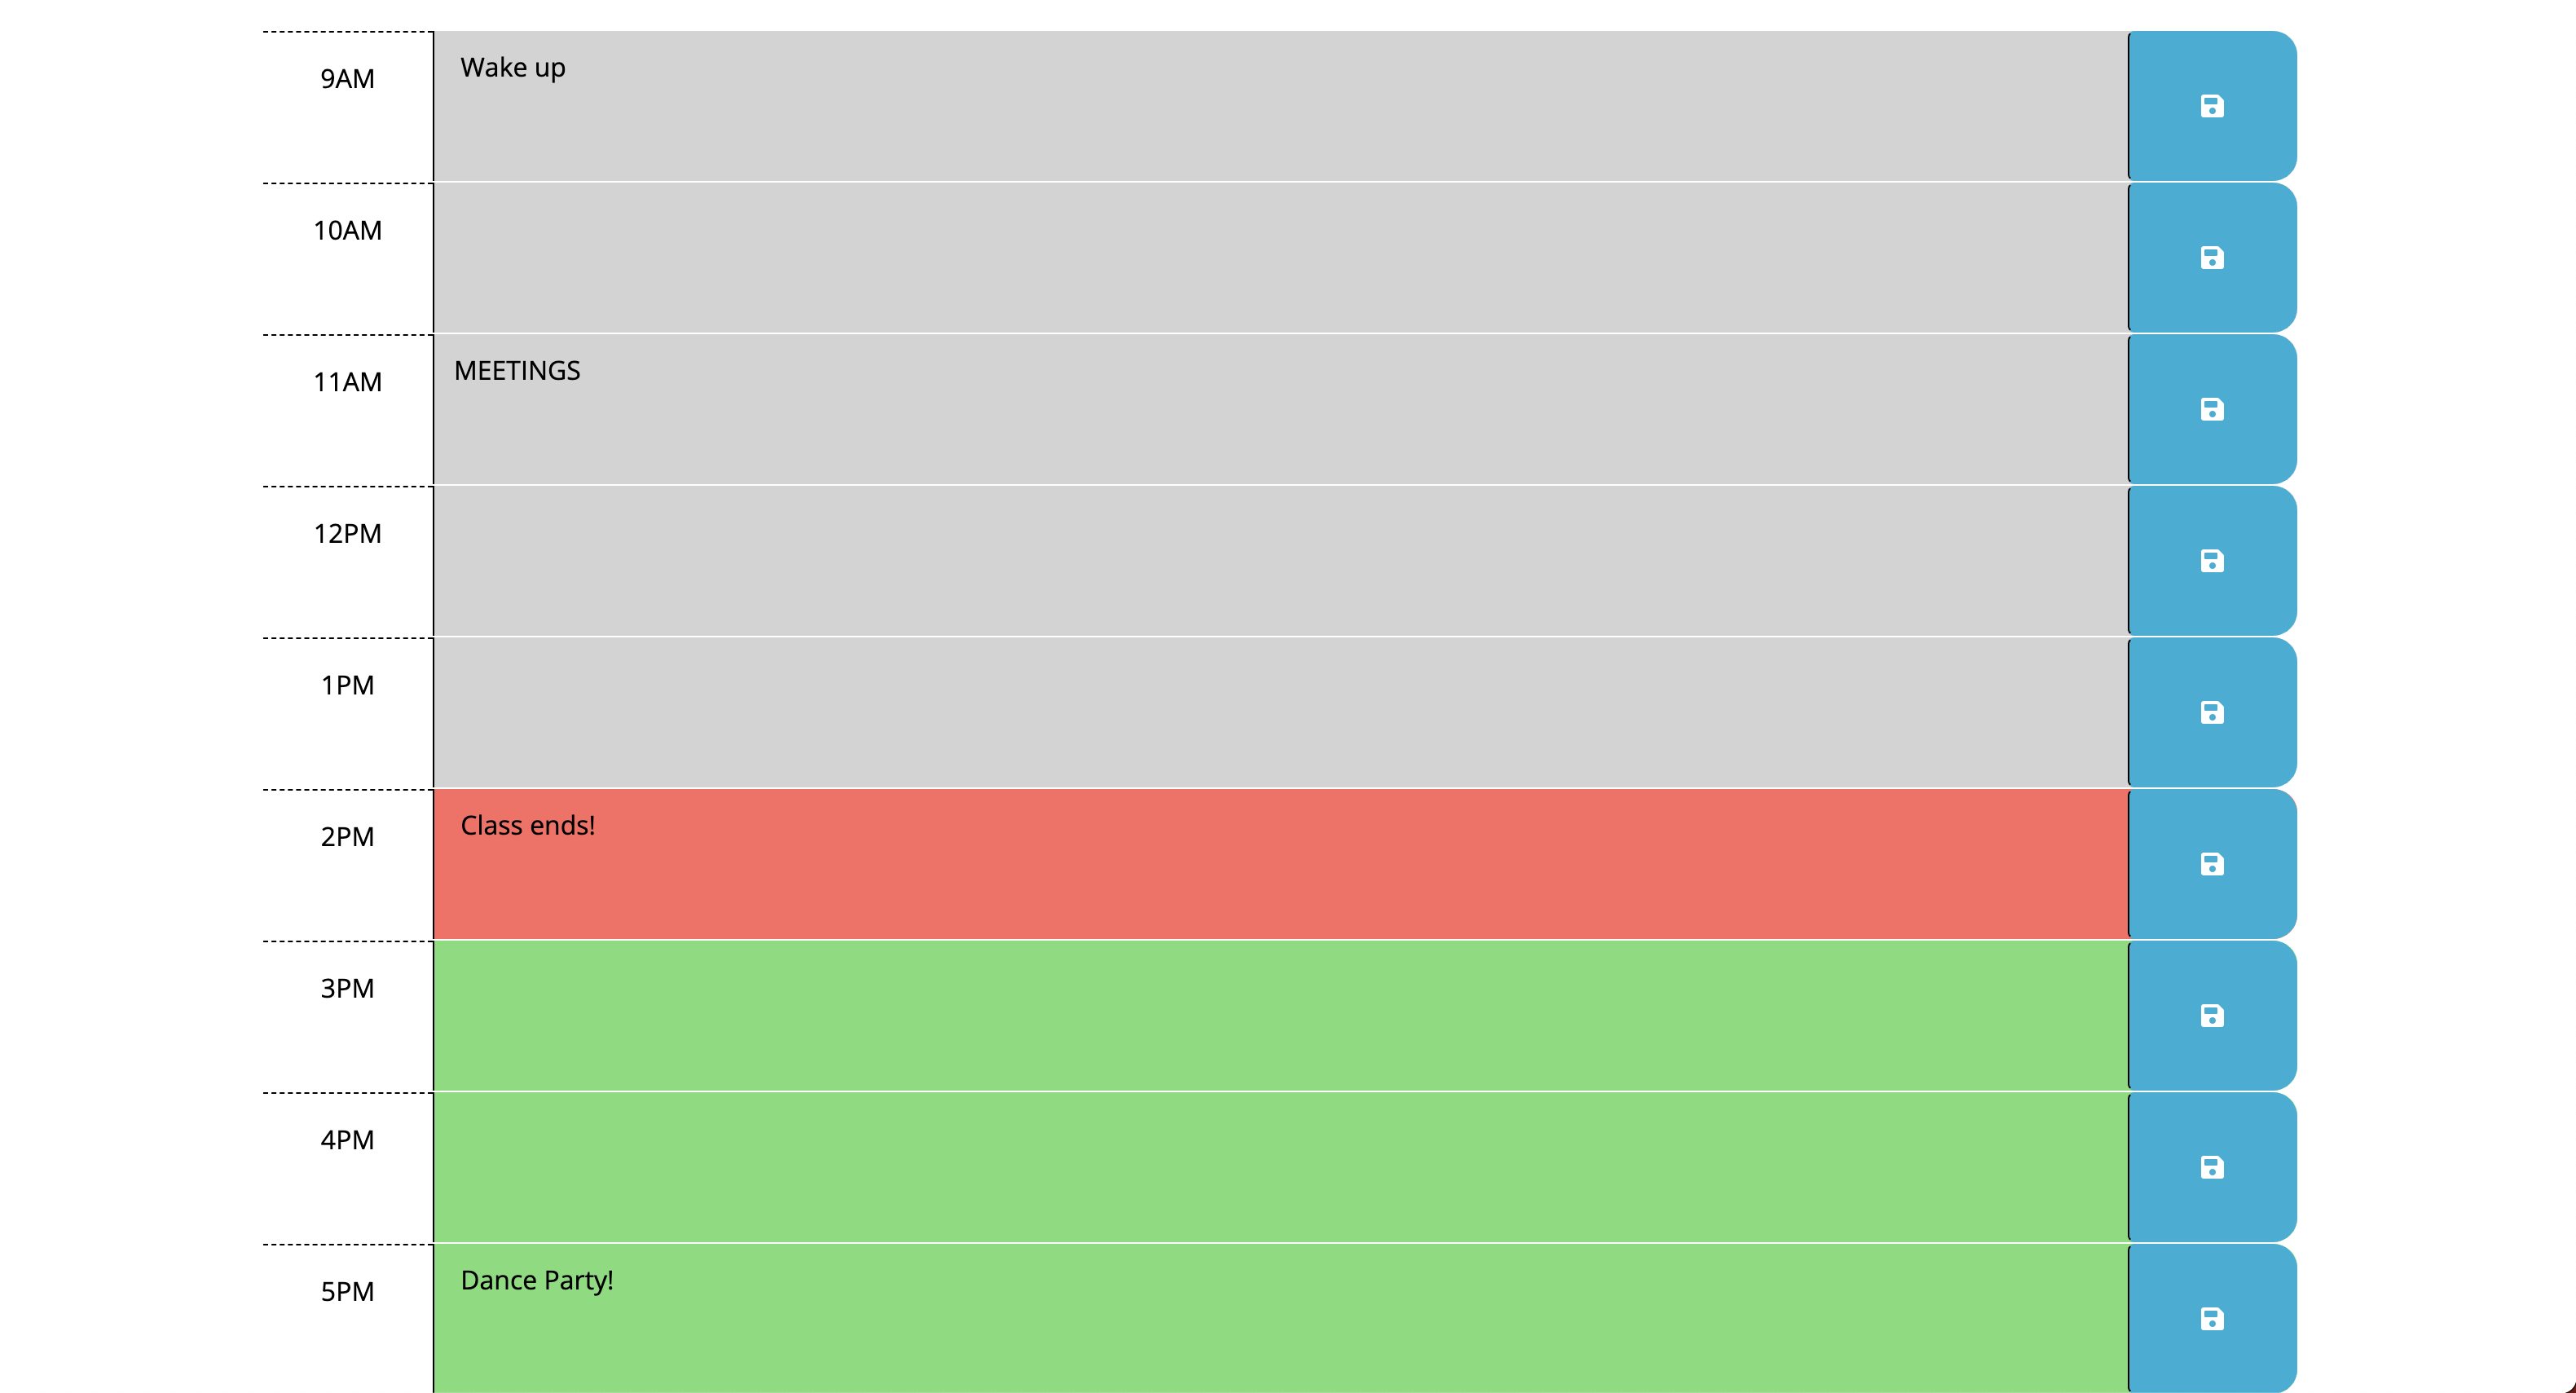 9AM
Wake up
10AM
11AM
MEETINGS
12PM
1PM
2PM
Class ends!
3PM
4PM
5PM
Dance Party!